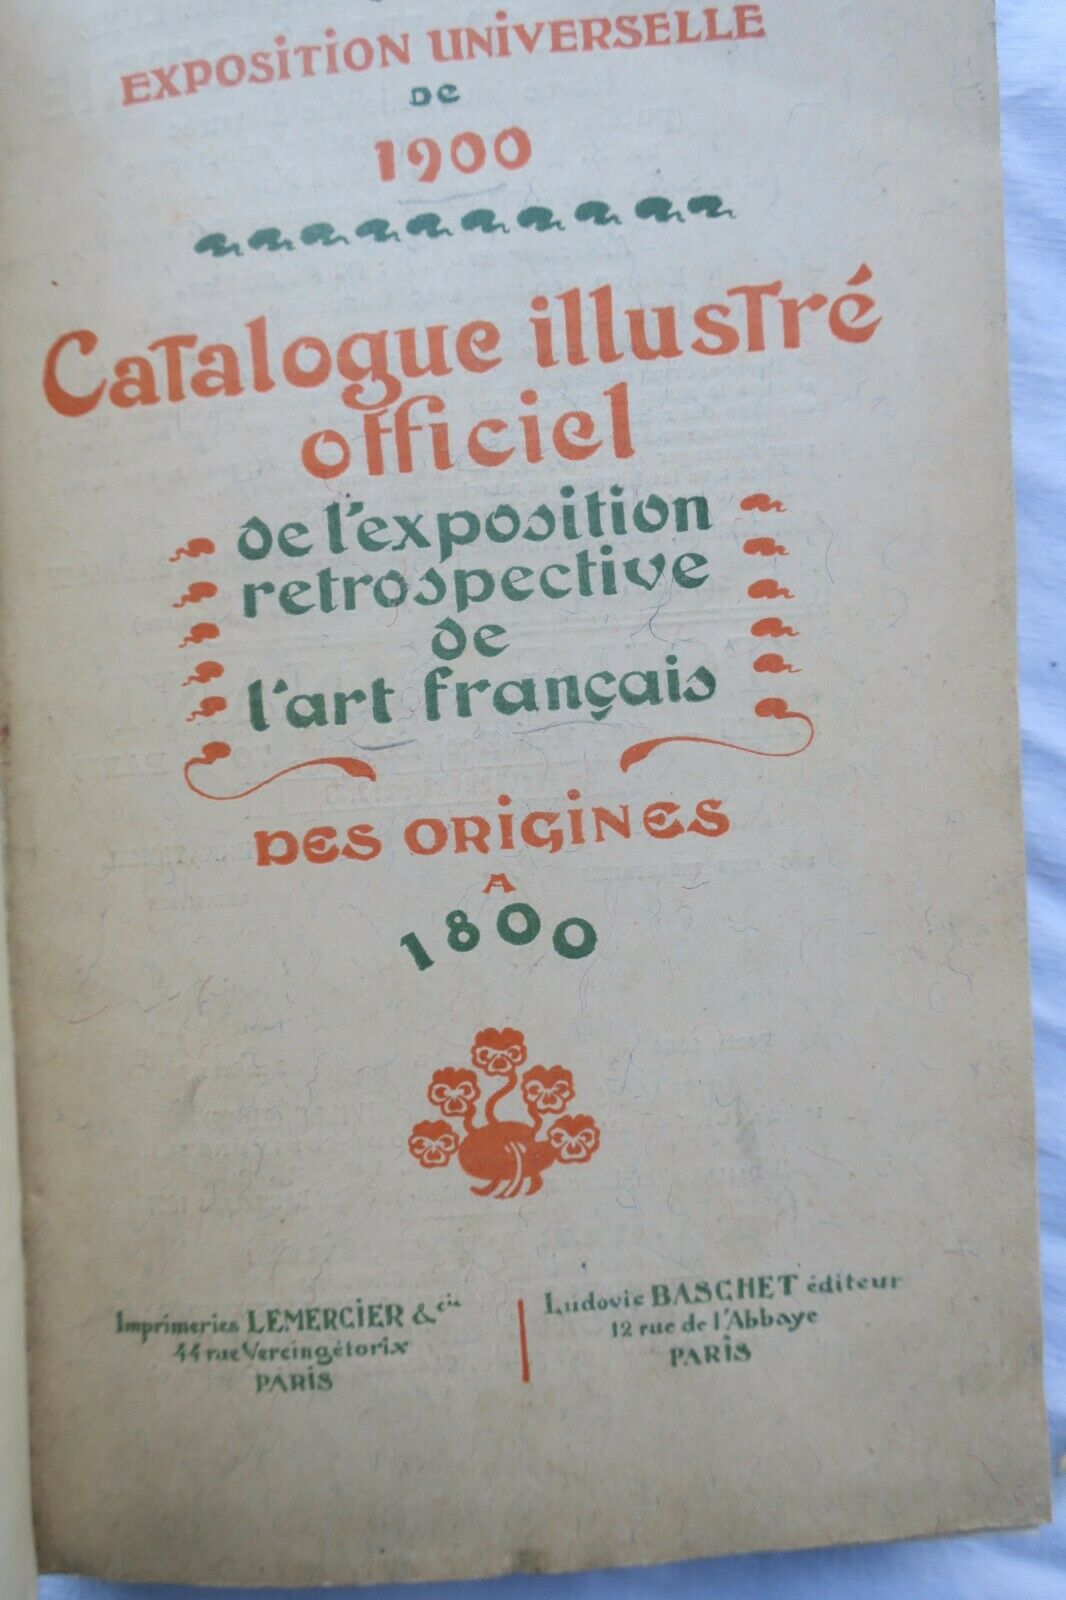 EXPOSITION UNIVERSELLE
DE
1900
Catalogue illustré
officiel
de l'exposition
retrospective
de
l'art français
DES ORIGINES
A
1800
Imprimeries LEMERCIER & Cie
44 rue Vercingétorix
PARIS
Ludovic BASCHET éditeur
12 rue de l'Abbaye
PARIS